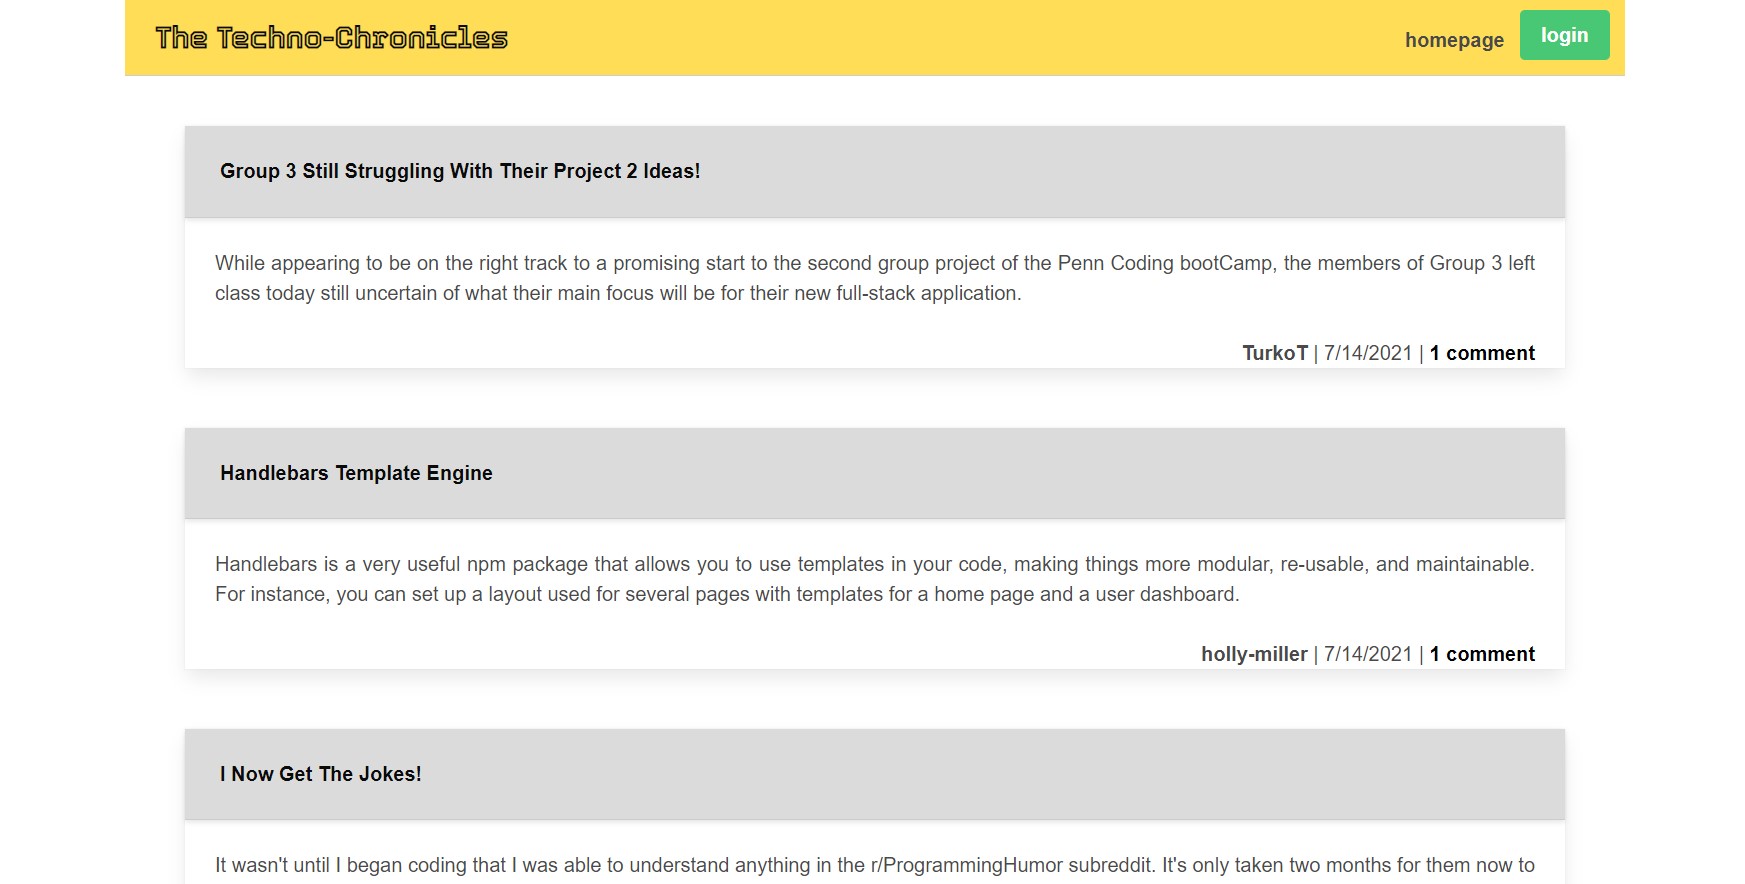 The Techno-Chronicles
homepage
login
Group 3 Still Struggling With Their Project 2 Ideas!
While appearing to be on the right track to a promising start to the second group project of the Penn Coding bootCamp, the members of Group 3 left
class today still uncertain of what their main focus will be for their new full-stack application.
TurkoT | 7/14/2021 | 1 comment
Handlebars Template Engine
Handlebars is a very useful npm package that allows you to use templates in your code, making things more modular, re-usable, and maintainable.
For instance, you can set up a layout used for several pages with templates for a home page and a user dashboard.
holly-miller | 7/14/2021 | 1 comment
I Now Get The Jokes!
It wasn't until I began coding that I was able to understand anything in the r/ProgrammingHumor subreddit. It's only taken two months for them now to